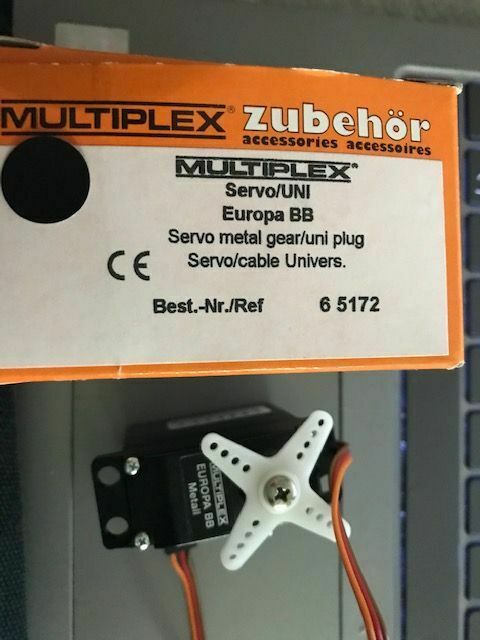 MULTIPLEX® zubehör
accessories accessoires
MULTIPLEX®
Servo/UNI
Europa BB
Servo metal gear/uni plug
CE Servo/cable Univers.
Best.-Nr./Ref 6 5172
MULTIPLEX
EUROPA BB
Metall